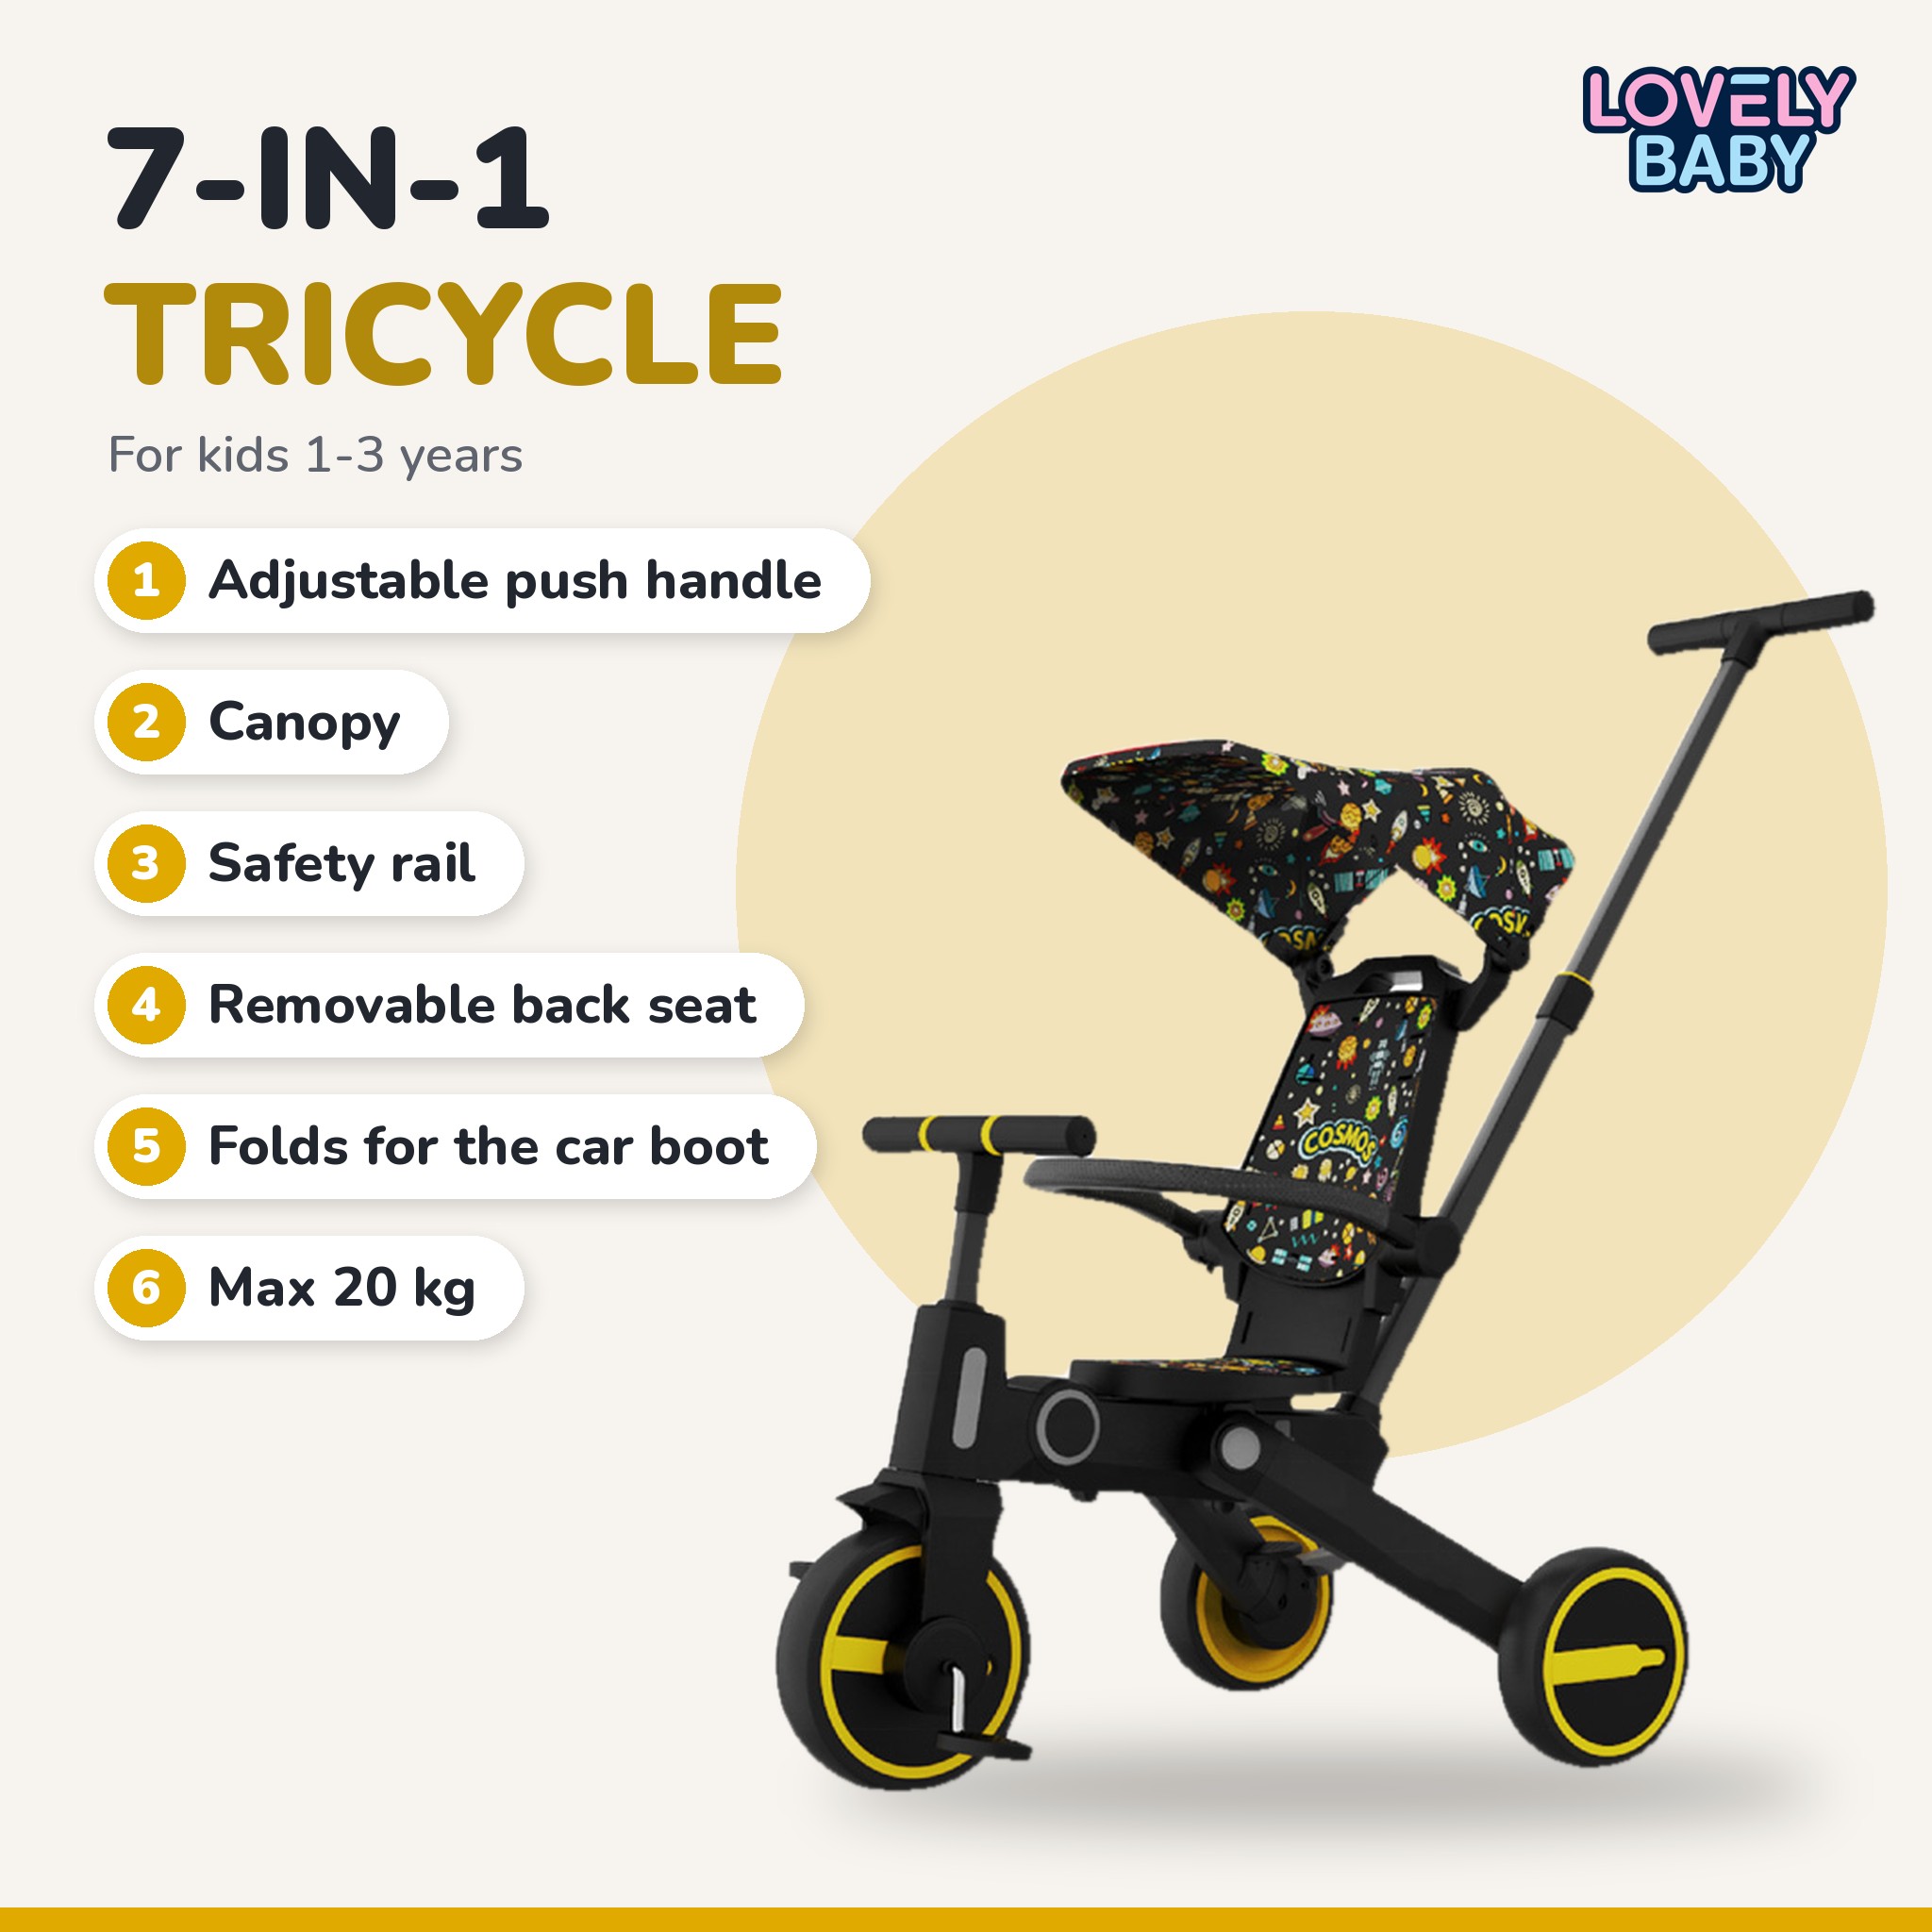 LOVELY
BABY
7-IN-1
TRICYCLE
For kids 1-3 years
1 Adjustable push handle
2 Canopy
3 Safety rail
4 Removable back seat
5 Folds for the car boot
6 Max 20 kg
COSMOS